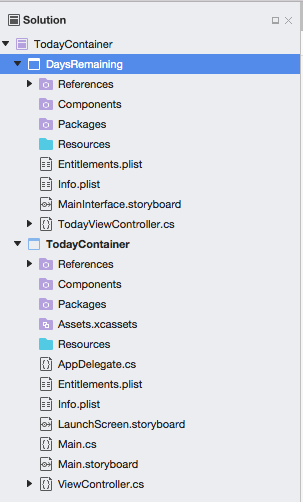 Solution
TodayContainer
DaysRemaining
References
Components
Packages
Resources
Entitlements.plist
Info.plist
MainInterface.storyboard
TodayViewController.cs
TodayContainer
References
Components
Packages
Assets.xcassets
Resources
AppDelegate.cs
Entitlements.plist
Info.plist
LaunchScreen.storyboard
Main.cs
Main.storyboard
ViewController.cs